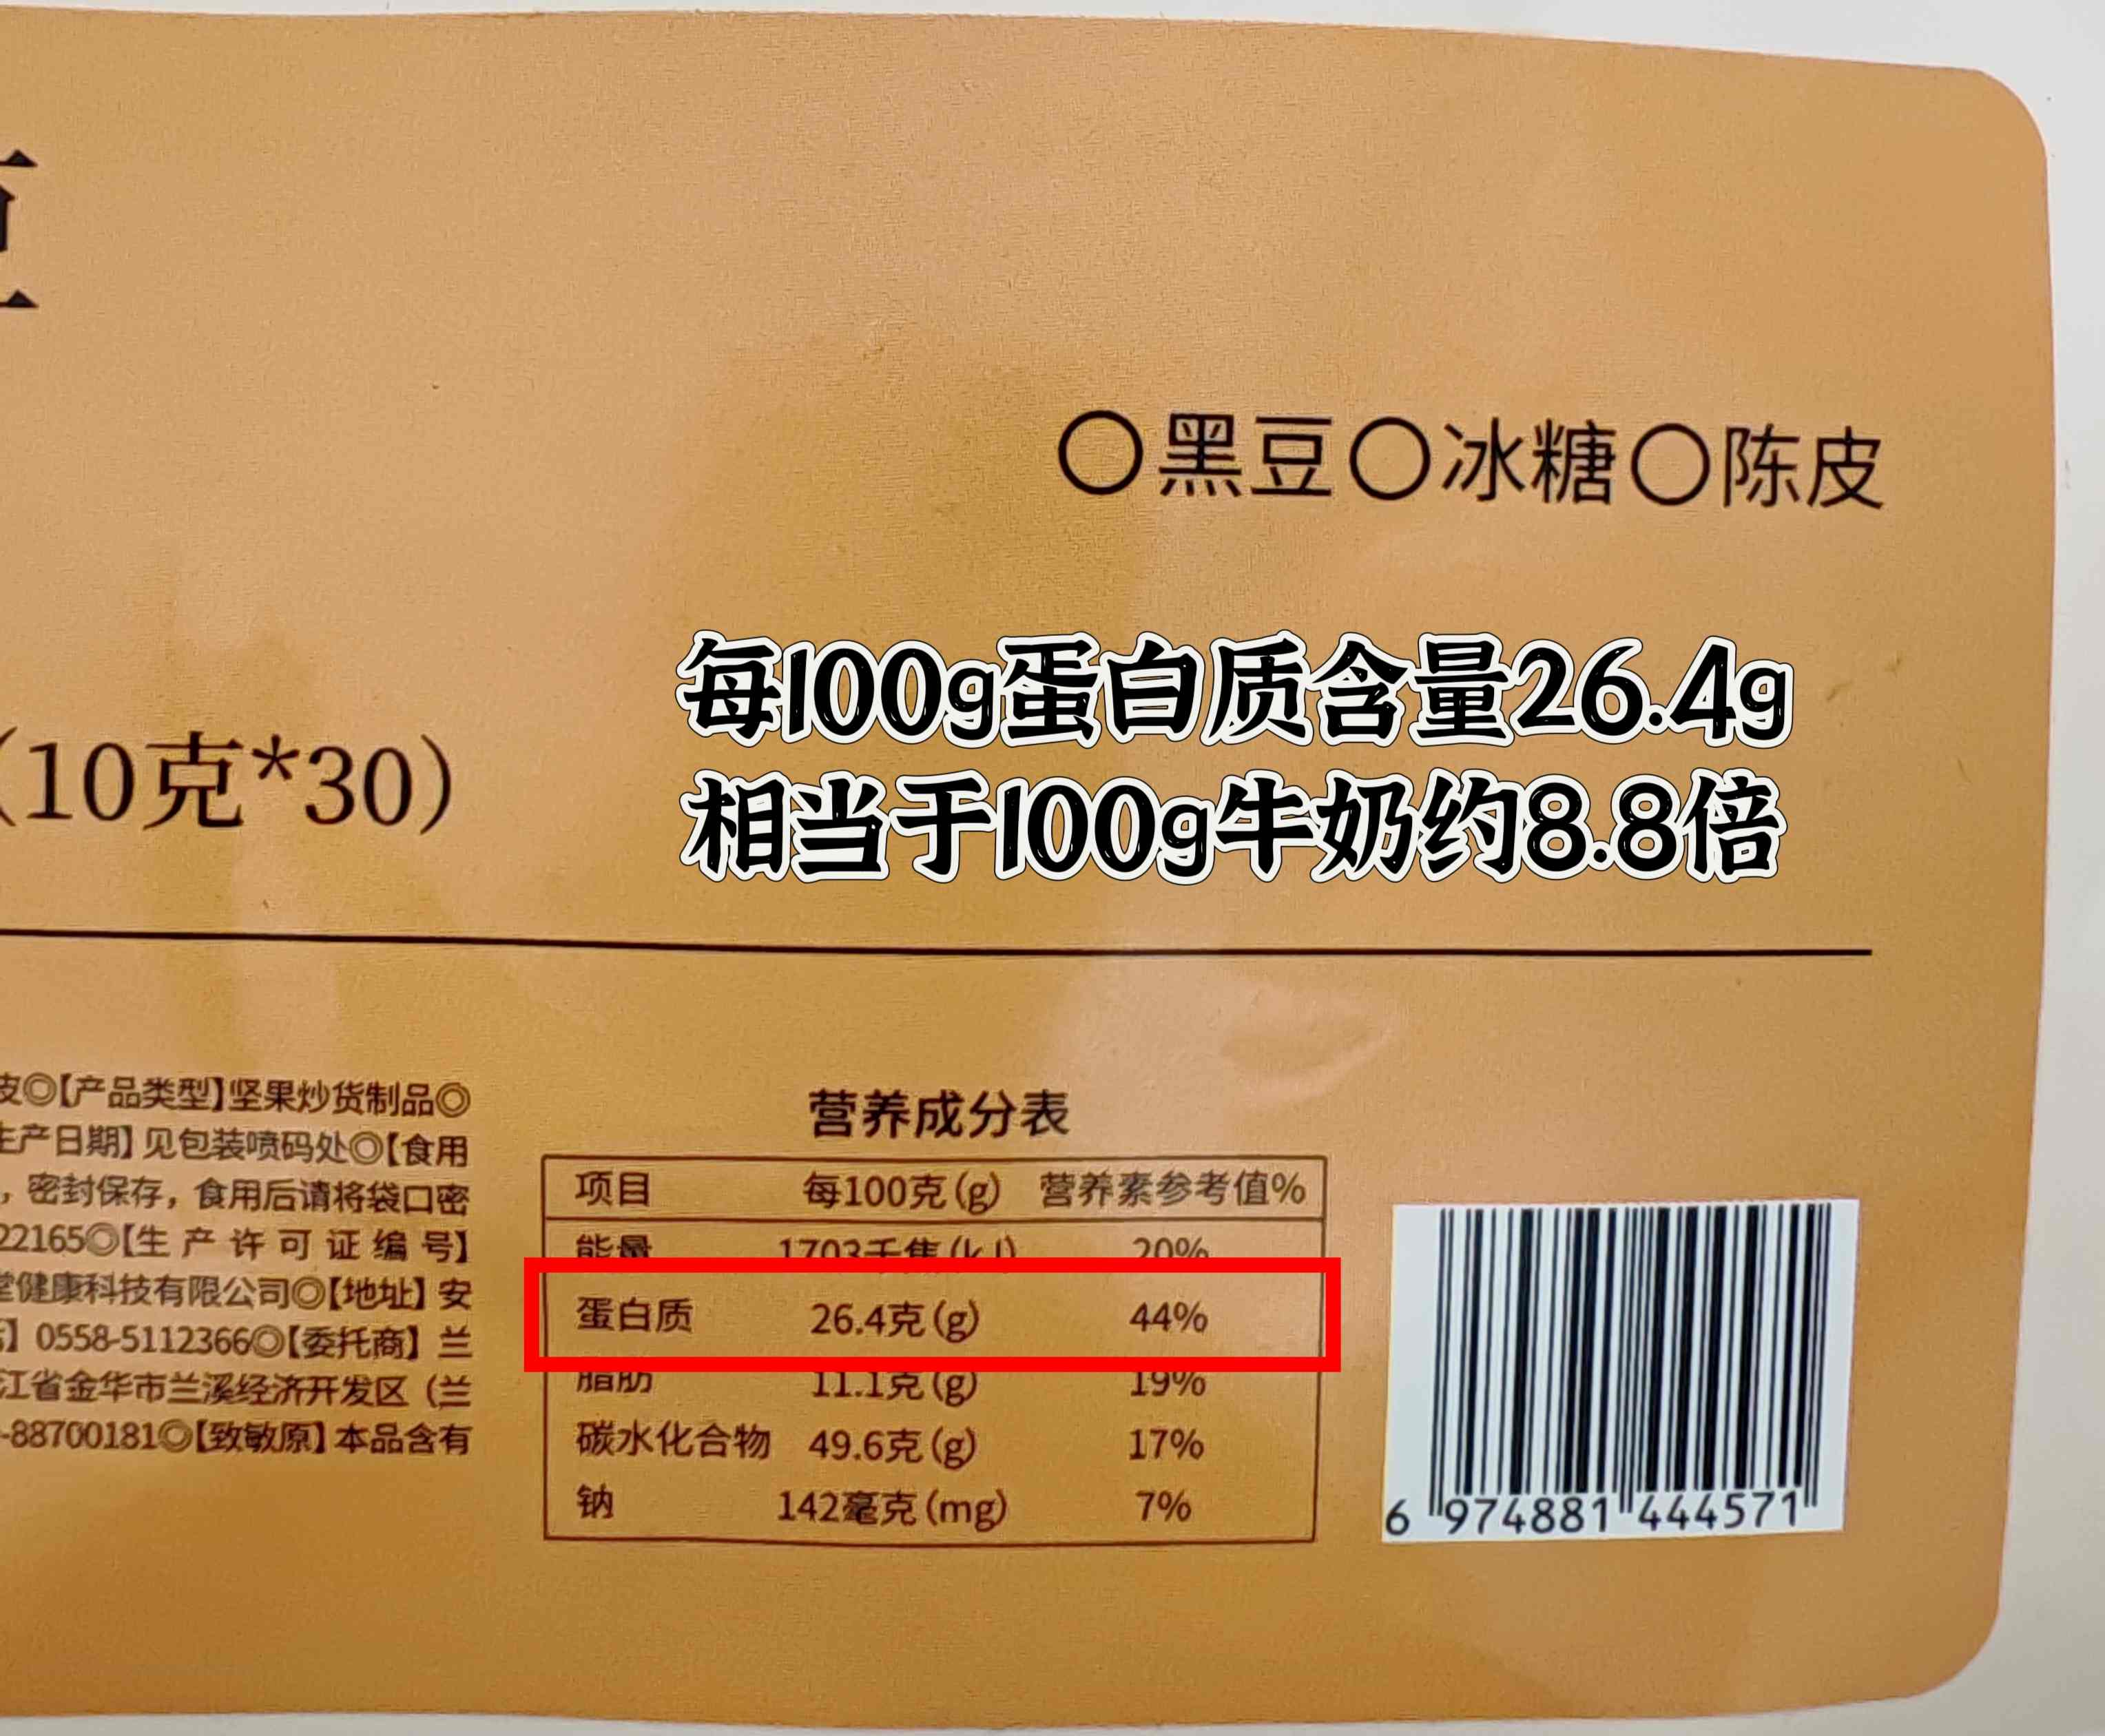 ○黑豆○冰糖○陈皮
每100g蛋白质含量26.4g
相当于100g牛奶约8.8倍
(10克*30)
皮◎【产品类型】坚果炒货制品◎
生产日期】见包装喷码处◎【食用
，密封保存，食用后请将袋口密
22165◎【生产许可证编号】
堂健康科技有限公司◎【地址】安
】0558-5112366◎【委托商】兰
江省金华市兰溪经济开发区（兰
-88700181◎【致敏原】本品含有
营养成分表
项目 每100克(g) 营养素参考值%
能量 1703千焦(kJ) 20%
蛋白质 26.4克(g) 44%
脂肪 11.1克(g) 19%
碳水化合物 49.6克(g) 17%
钠 142毫克(mg) 7%
6 974881 444571